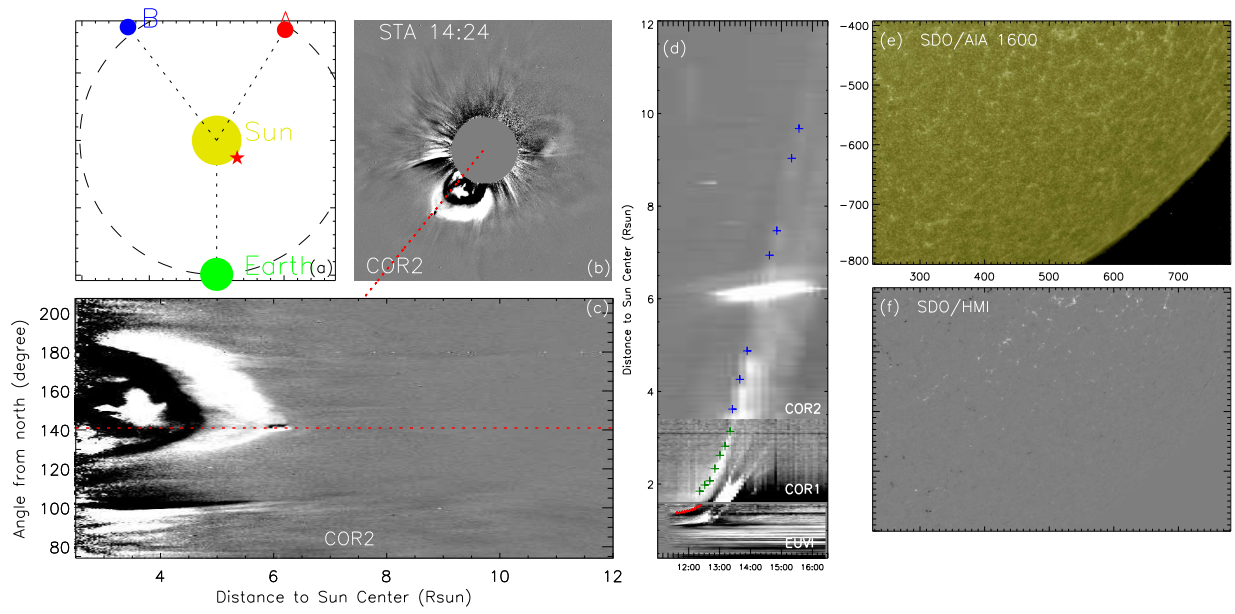 B
A
Sun
Earth
(a)
STA 14:24
COR2
(b)
(c)
200
180
160
140
120
100
80
Angle from north (degree)
COR2
4
6
8
10
12
Distance to Sun Center (Rsun)
(d)
12
10
8
6
4
2
Distance to Sun Center (Rsun)
COR2
COR1
EUVI
12:00
13:00
14:00
15:00
16:00
(e) SDO/AIA 1600
-400
-500
-600
-700
-800
300
400
500
600
700
(f) SDO/HMI